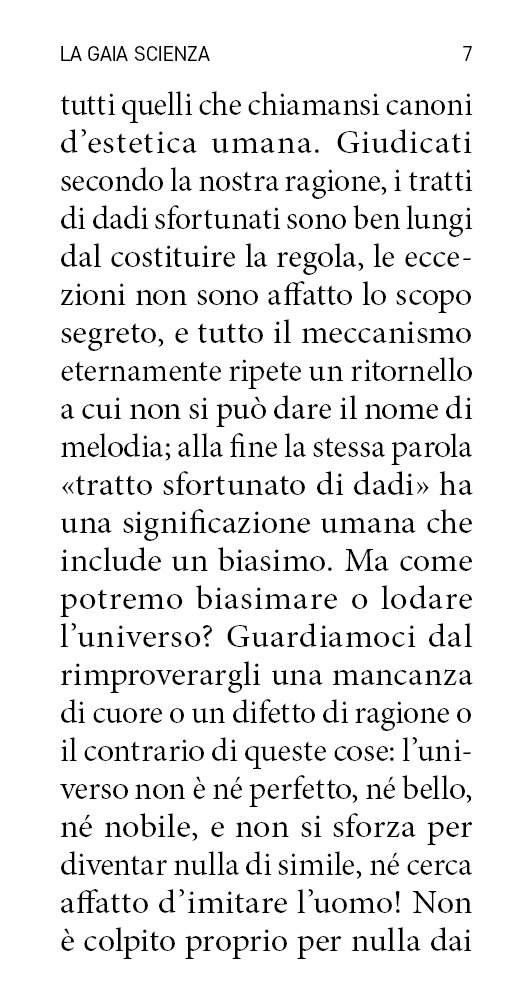 LA GAIA SCIENZA 7
tutti quelli che chiamansi canoni
d’estetica umana. Giudicati
secondo la nostra ragione, i tratti
di dadi sfortunati sono ben lungi
dal costituire la regola, le ecce-
zioni non sono affatto lo scopo
segreto, e tutto il meccanismo
eternamente ripete un ritornello
a cui non si può dare il nome di
melodia; alla fine la stessa parola
«tratto sfortunato di dadi» ha
una significazione umana che
include un biasimo. Ma come
potremo biasimare o lodare
l’universo? Guardiamoci dal
rimproverargli una mancanza
di cuore o un difetto di ragione o
il contrario di queste cose: l’uni-
verso non è né perfetto, né bello,
né nobile, e non si sforza per
diventar nulla di simile, né cerca
affatto d’imitare l’uomo! Non
è colpito proprio per nulla dai